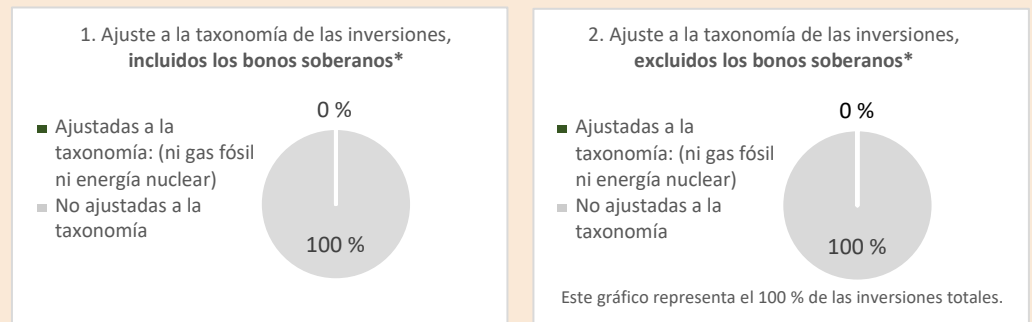 1. Ajuste a la taxonomía de las inversiones,
incluidos los bonos soberanos*
0 %
Ajustadas a la
taxonomía: (ni gas fósil
ni energía nuclear)
No ajustadas a la
taxonomía
100 %
2. Ajuste a la taxonomía de las inversiones,
excluidos los bonos soberanos*
0 %
Ajustadas a la
taxonomía: (ni gas fósil
ni energía nuclear)
No ajustadas a la
taxonomía
100 %
Este gráfico representa el 100 % de las inversiones totales.